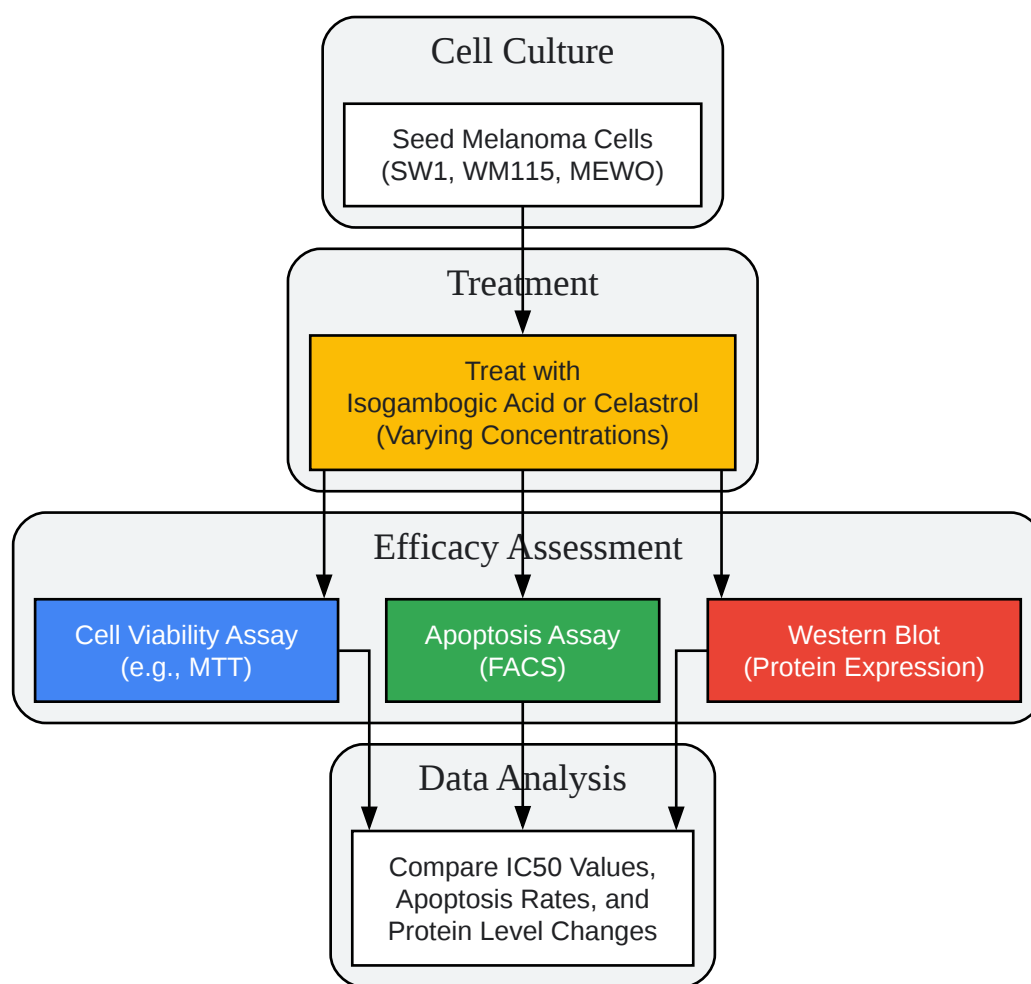 Cell Culture
Seed Melanoma Cells
(SW1, WM115, MEWO)
Treatment
Treat with
Isogambogic Acid or Celastrol
(Varying Concentrations)
Efficacy Assessment
Cell Viability Assay
(e.g., MTT)
Apoptosis Assay
(FACS)
Western Blot
(Protein Expression)
Data Analysis
Compare IC50 Values,
Apoptosis Rates, and
Protein Level Changes